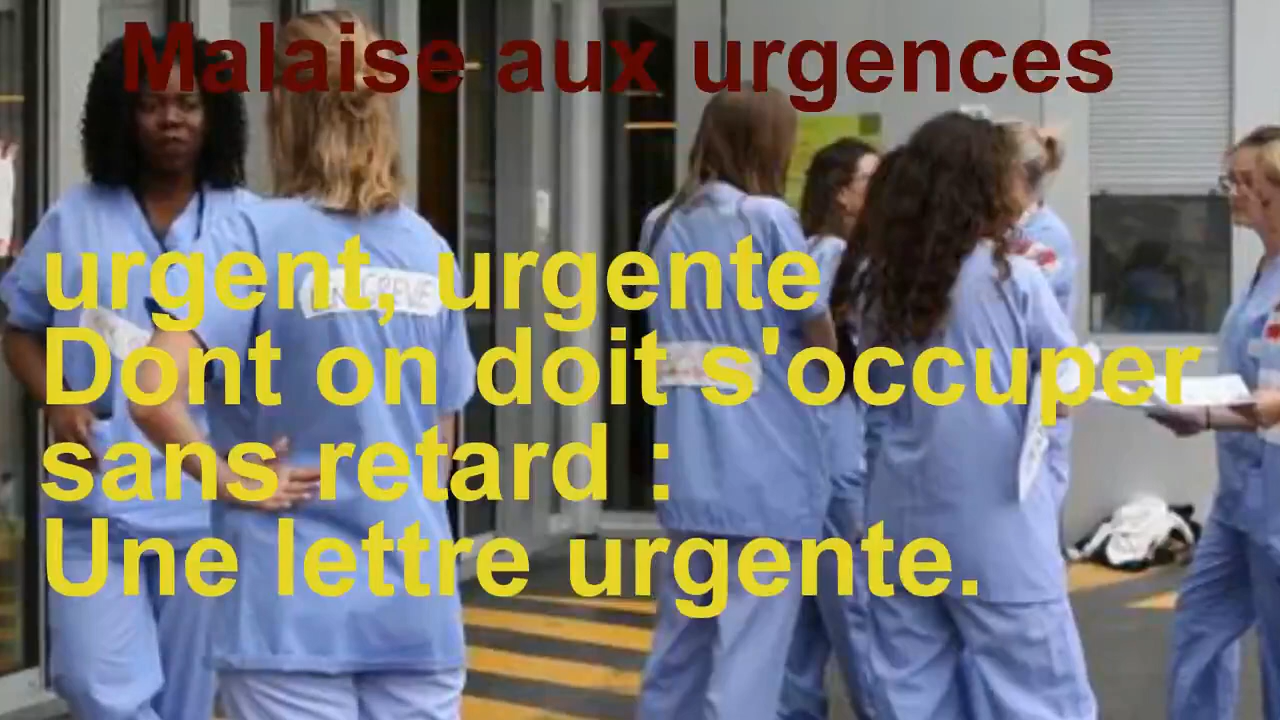 Malaise aux urgences
urgent, urgente
Dont on doit s'occuper
sans retard :
Une lettre urgente.